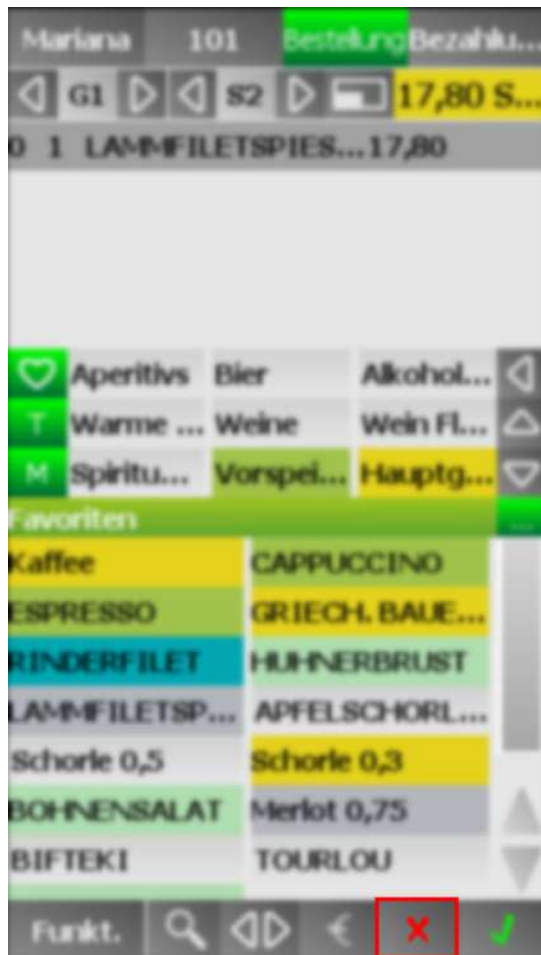 Mariana 101 Bestellung Bezahlu...
G1 S2 17,80 S...
0 1 LAMMFILETSPIES...17,80
Aperitivs Bier Alkohol...
T Warme ... Weine Wein Fl...
M Spiritu... Vorspei... Hauptg...
Favoriten ...
Kaffee CAPPUCCINO
ESPRESSO GRIECH. BAUE...
RINDERFILET HUHNERBRUST
LAMMFILETSP... APFELSCHORL...
Schorle 0,5 Schorle 0,3
BOHNENSALAT Merlot 0,75
BIFTEKI TOURLOU
Funkt. € X